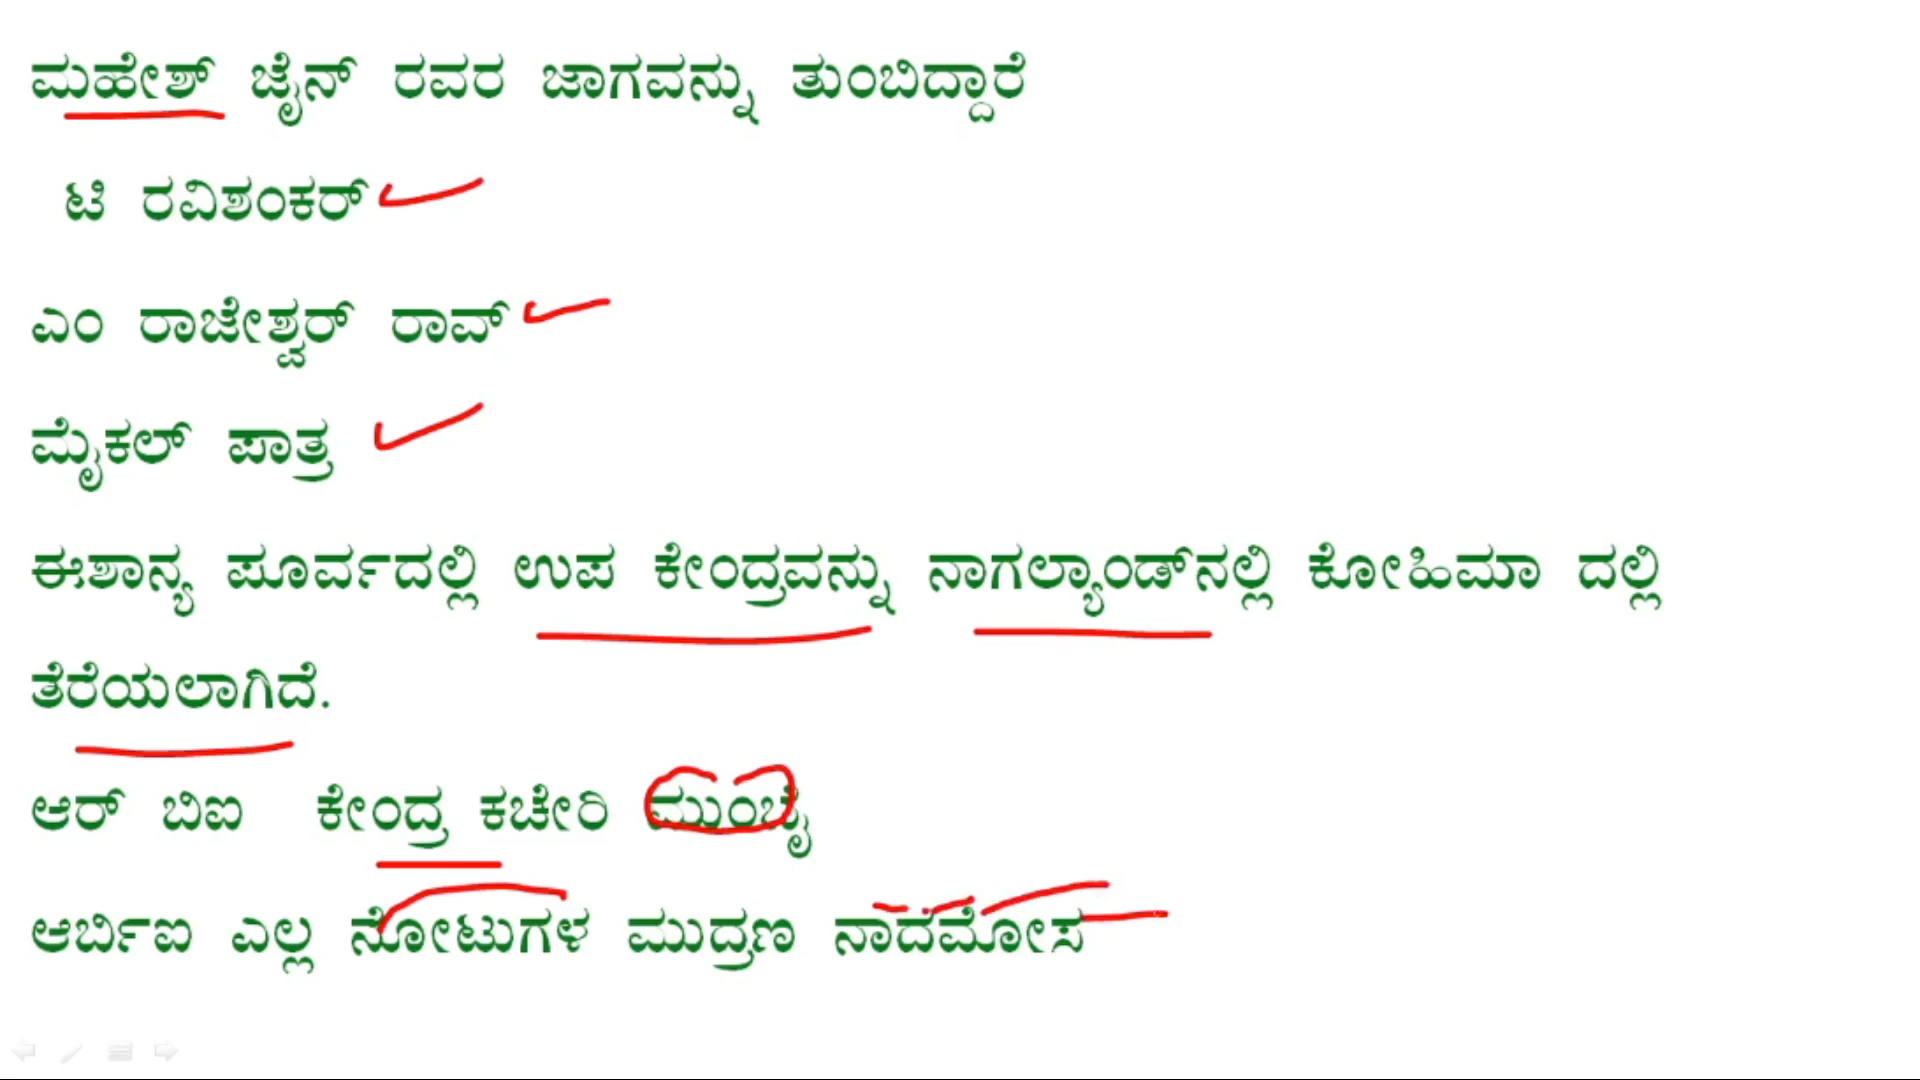 ಮಹೇಶ್ ಜೈನ್ ರವರ ಜಾಗವನ್ನು ತುಂಬಿದ್ದಾರೆ
ಟಿ ರವಿಶಂಕರ್
ಎಂ ರಾಜೇಶ್ವರ್ ರಾವ್
ಮೈಕಲ್ ಪಾತ್ರ
ಈಶಾನ್ಯ ಪೂರ್ವದಲ್ಲಿ ಉಪ ಕೇಂದ್ರವನ್ನು ನಾಗಲ್ಯಾಂಡ್‌ನಲ್ಲಿ ಕೋಹಿಮಾ ದಲ್ಲಿ
ತೆರೆಯಲಾಗಿದೆ.
ಆರ್ ಬಿಐ ಕೇಂದ್ರ ಕಚೇರಿ ಮುಂಬೈ
ಆರ್ಬಿಐ ಎಲ್ಲ ನೋಟುಗಳ ಮುದ್ರಣ ನಾದಮೋಸ